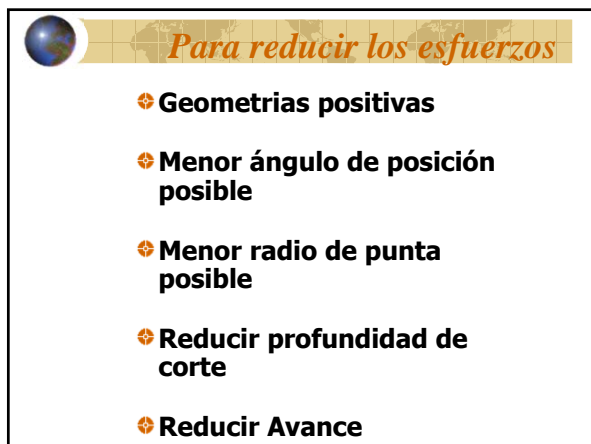 Para reducir los esfuerzos
Geometrias positivas
Menor ángulo de posición
posible
Menor radio de punta
posible
Reducir profundidad de
corte
Reducir Avance